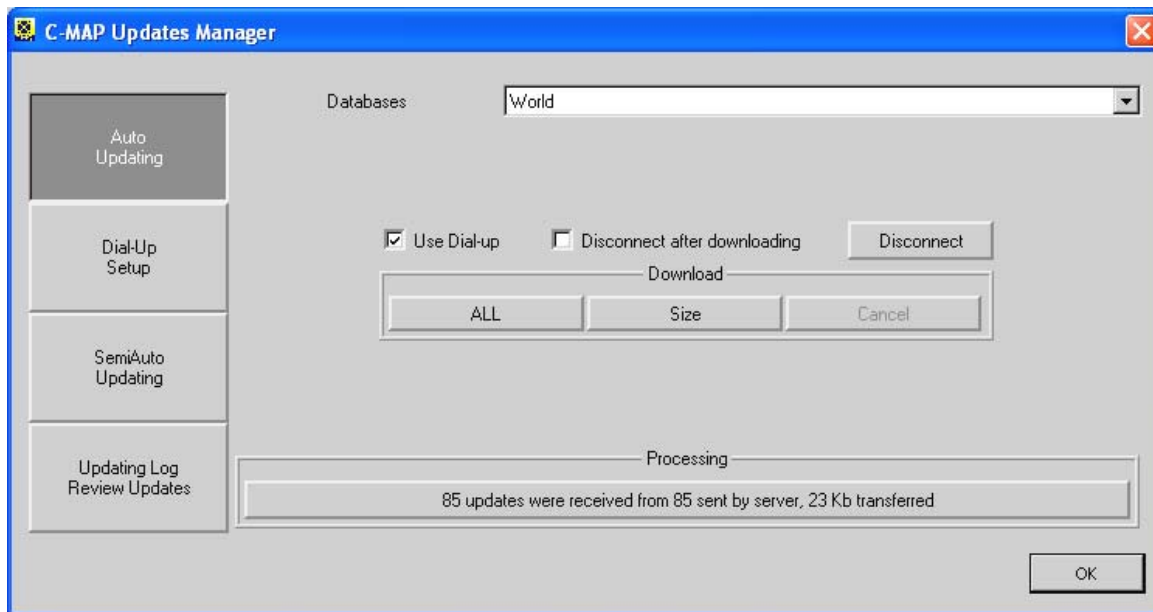 C-MAP Updates Manager
Databases
World
Auto
Updating
Dial-Up
Setup
SemiAuto
Updating
Updating Log
Review Updates
Use Dial-up
Disconnect after downloading
Disconnect
Download
ALL
Size
Cancel
Processing
85 updates were received from 85 sent by server, 23 Kb transferred
OK